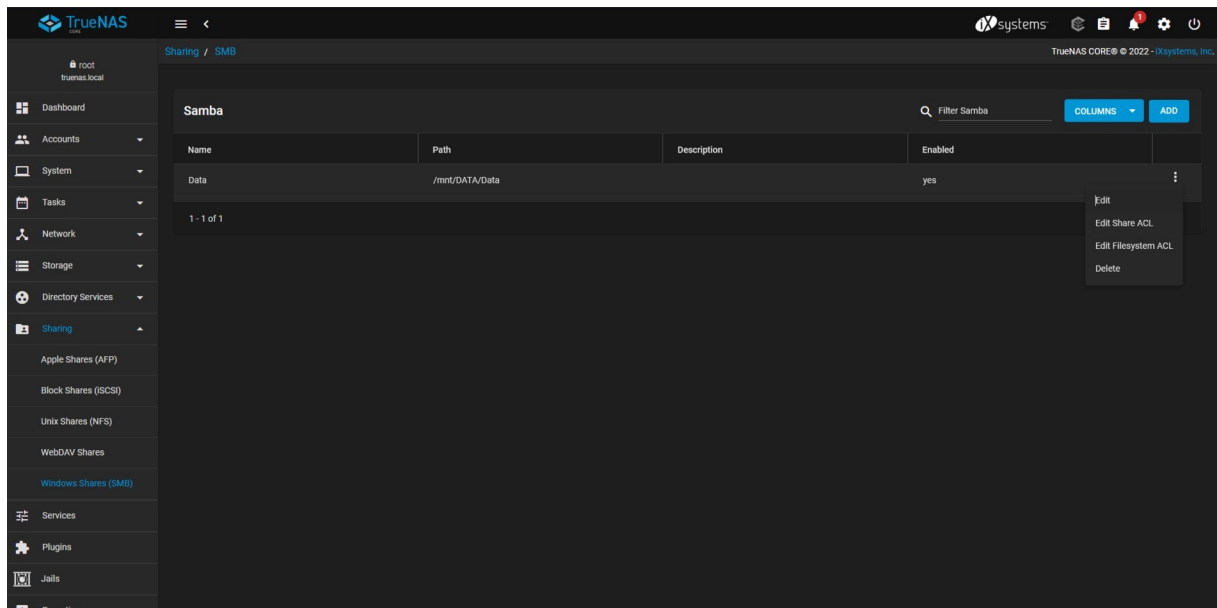 TrueNAS
CORE
iXsystems
1
root
truenas.local
Sharing / SMB
TrueNAS CORE® © 2022 - iXsystems, Inc.
Dashboard
Accounts
System
Tasks
Network
Storage
Directory Services
Sharing
Apple Shares (AFP)
Block Shares (iSCSI)
Unix Shares (NFS)
WebDAV Shares
Windows Shares (SMB)
Services
Plugins
Jails
Samba
Filter Samba
COLUMNS
ADD
Name Path Description Enabled
Data /mnt/DATA/Data yes
1 - 1 of 1
Edit
Edit Share ACL
Edit Filesystem ACL
Delete